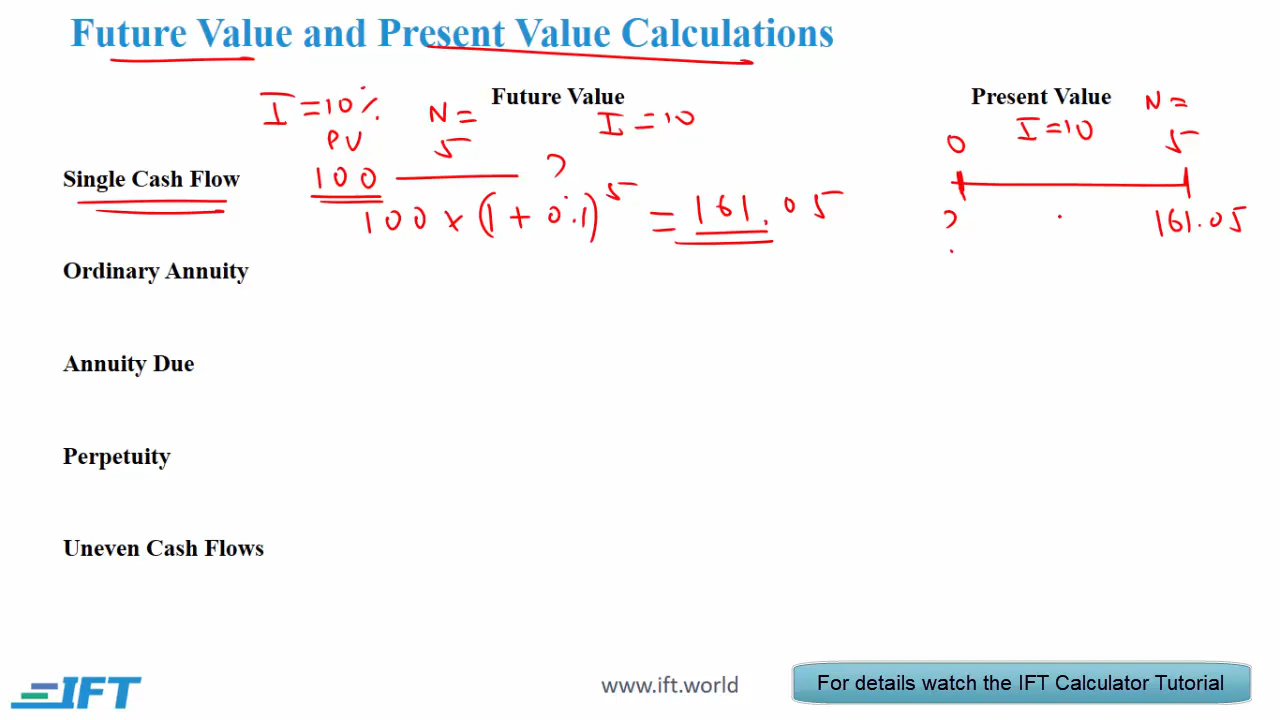 Future Value and Present Value Calculations
Future Value
Present Value
I = 10%
N = 5
I = 10
PV
100
?
Single Cash Flow
100 × (1 + 0.1)^5 = 161.05
N = 5
I = 10
0
?
161.05
Ordinary Annuity
Annuity Due
Perpetuity
Uneven Cash Flows
IFT
www.ift.world
For details watch the IFT Calculator Tutorial